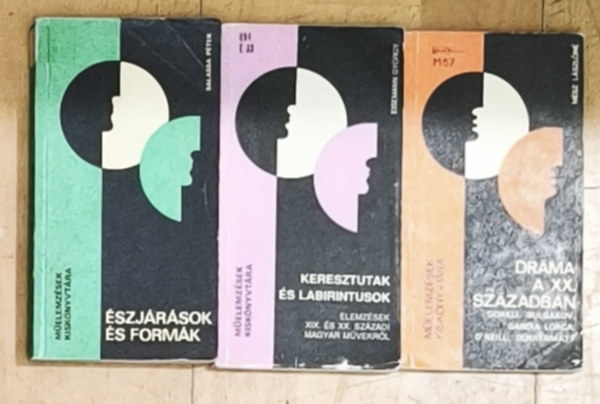 BALASSA PÉTER
MŰELEMZÉSEK
KISKÖNYVTÁRA
ÉSZJÁRÁSOK
ÉS FORMÁK
EISEMANN GYÖRGY
MŰELEMZÉSEK
KISKÖNYVTÁRA
KERESZTUTAK
ÉS LABIRINTUSOK
ELEMZÉSEK
XIX. ÉS XX. SZÁZADI
MAGYAR MŰVEKRŐL
M57
MÉSZ LÁSZLÓNÉ
MŰELEMZÉSEK
KISKÖNYVTÁRA
DRÁMA
A XX.
SZÁZADBAN
GORKIJ, BULGAKOV,
GARCIA LORCA,
O'NEILL, DÜRRENMATT